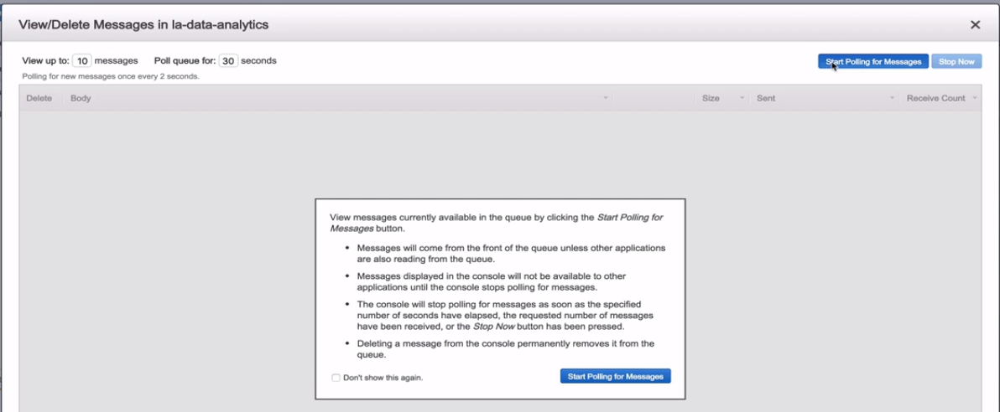 View/Delete Messages in la-data-analytics
View up to: 10 messages Poll queue for: 30 seconds
Start Polling for Messages Stop Now
Polling for new messages once every 2 seconds.
Delete Body Size Sent Receive Count
View messages currently available in the queue by clicking the Start Polling for
Messages button.
• Messages will come from the front of the queue unless other applications
are also reading from the queue.
• Messages displayed in the console will not be available to other
applications until the console stops polling for messages.
• The console will stop polling for messages as soon as the specified
number of seconds have elapsed, the requested number of messages
have been received, or the Stop Now button has been pressed.
• Deleting a message from the console permanently removes it from the
queue.
Don't show this again.
Start Polling for Messages